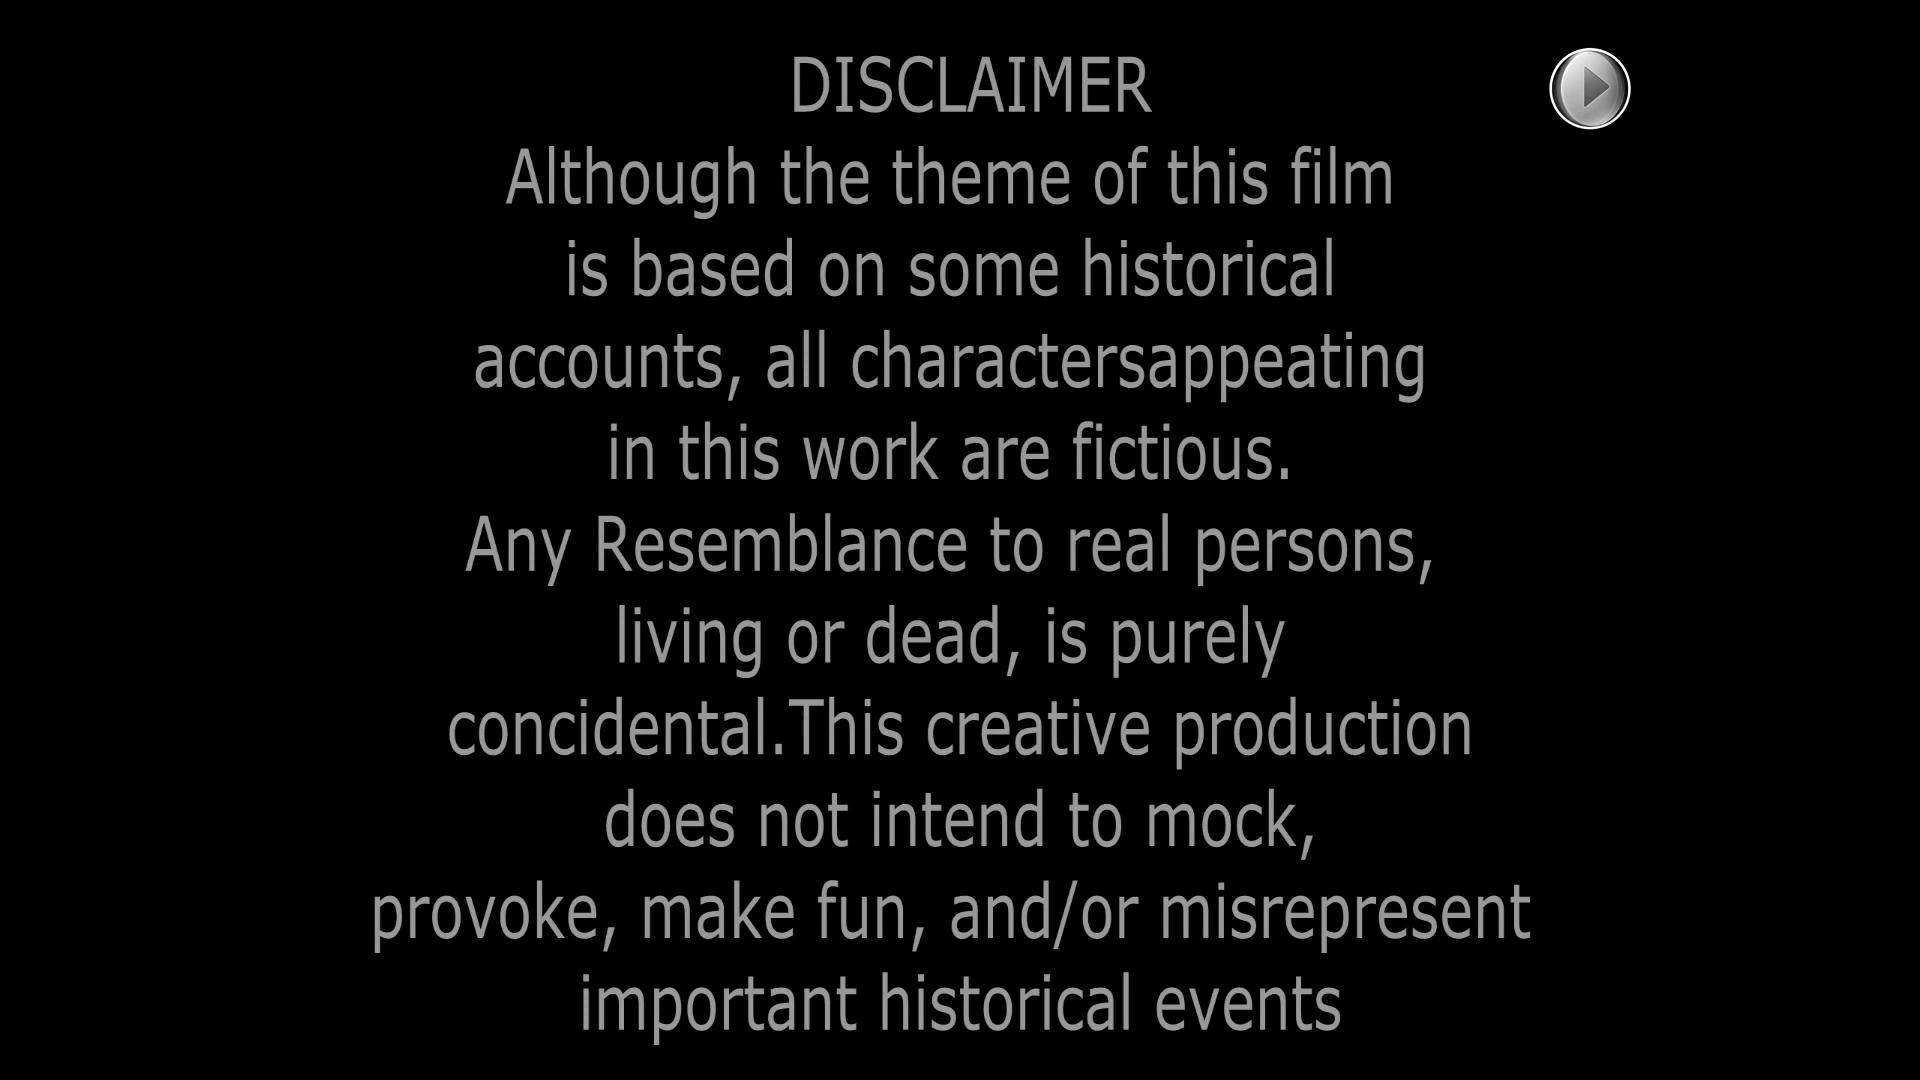 DISCLAIMER
Although the theme of this film
is based on some historical
accounts, all charactersappeating
in this work are fictious.
Any Resemblance to real persons,
living or dead, is purely
concidental.This creative production
does not intend to mock,
provoke, make fun, and/or misrepresent
important historical events